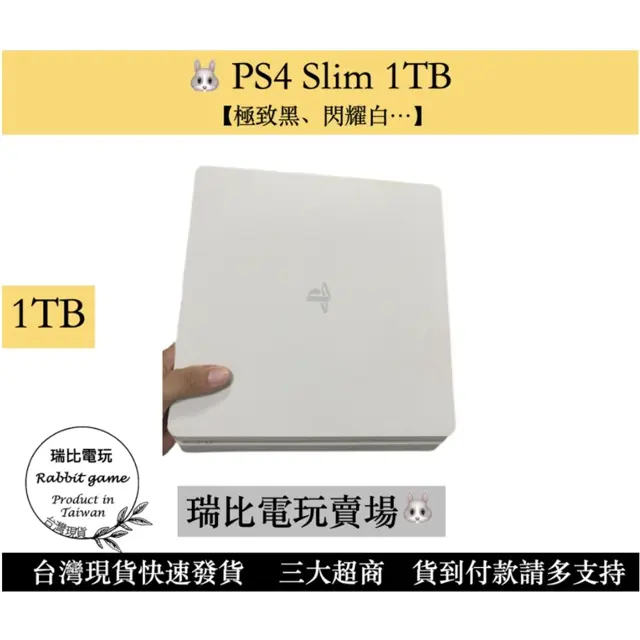 🐰 PS4 Slim 1TB
【極致黑、閃耀白…】
1TB
瑞比電玩
Rabbit game
Product in
Taiwan
台灣現貨
瑞比電玩賣場🐰
台灣現貨快速發貨 三大超商 貨到付款請多支持